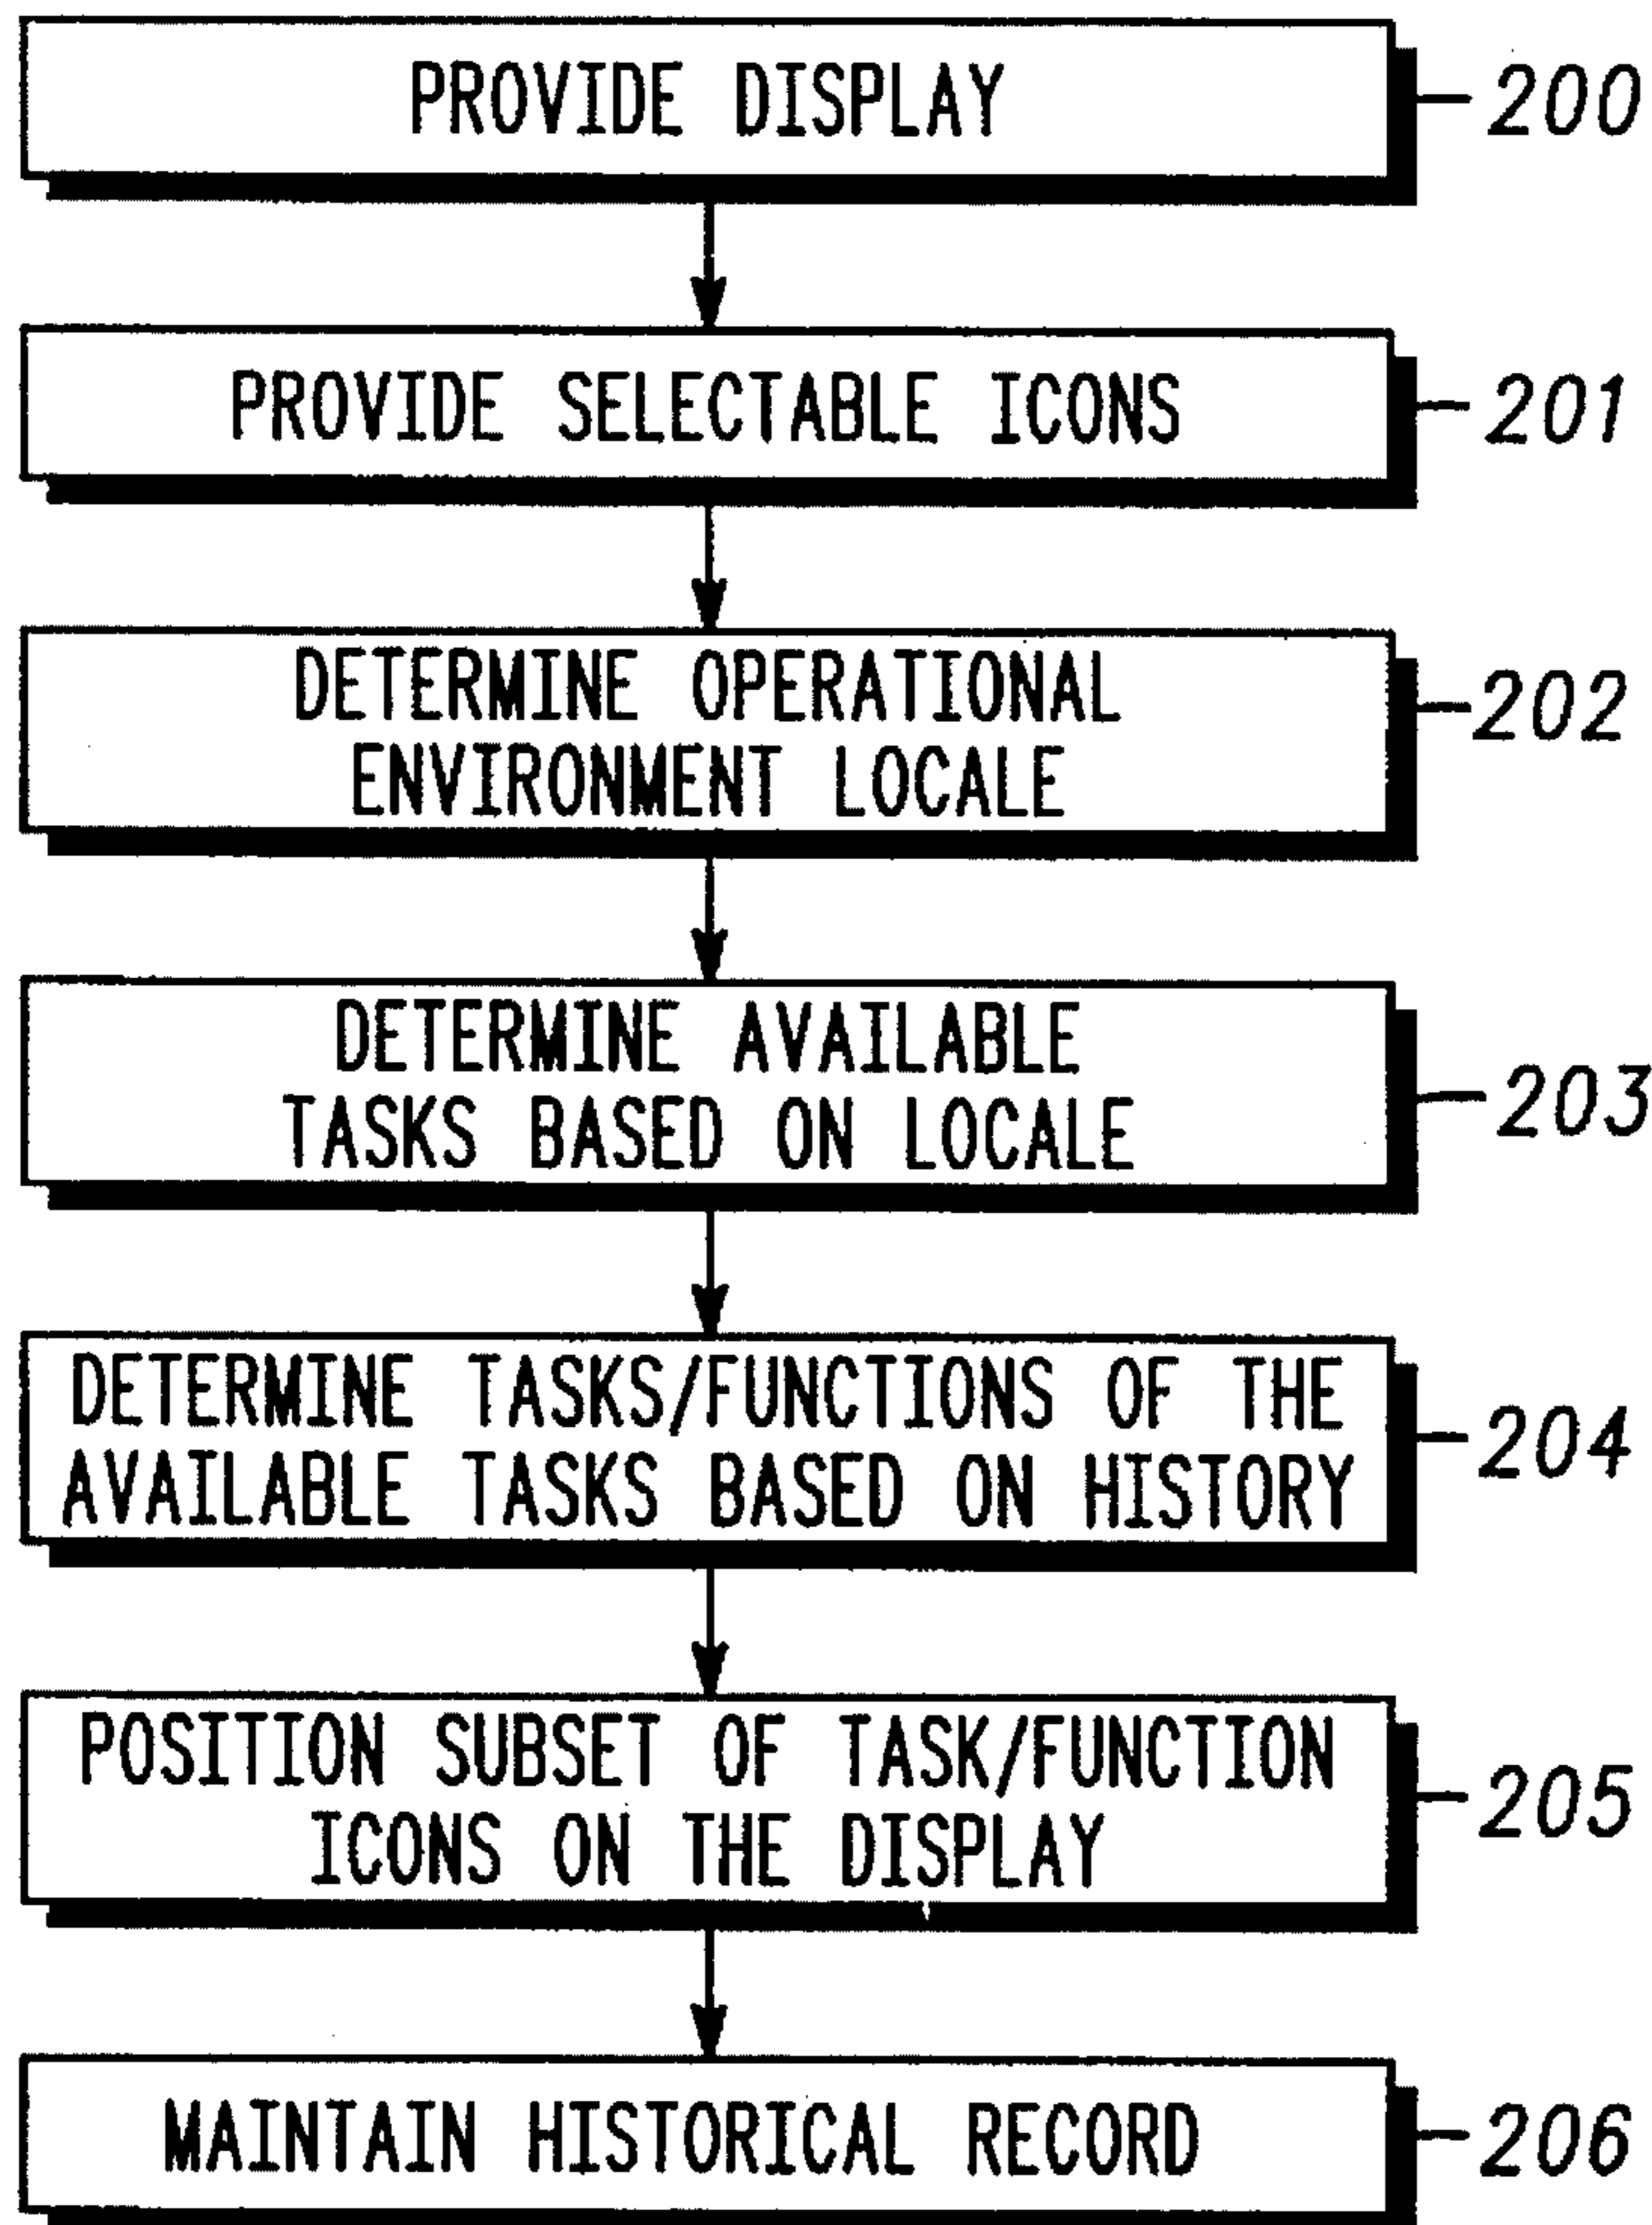 PROVIDE DISPLAY
200
PROVIDE SELECTABLE ICONS
201
DETERMINE OPERATIONAL
ENVIRONMENT LOCALE
202
DETERMINE AVAILABLE
TASKS BASED ON LOCALE
203
DETERMINE TASKS/FUNCTIONS OF THE
AVAILABLE TASKS BASED ON HISTORY
204
POSITION SUBSET OF TASK/FUNCTION
ICONS ON THE DISPLAY
205
MAINTAIN HISTORICAL RECORD
206